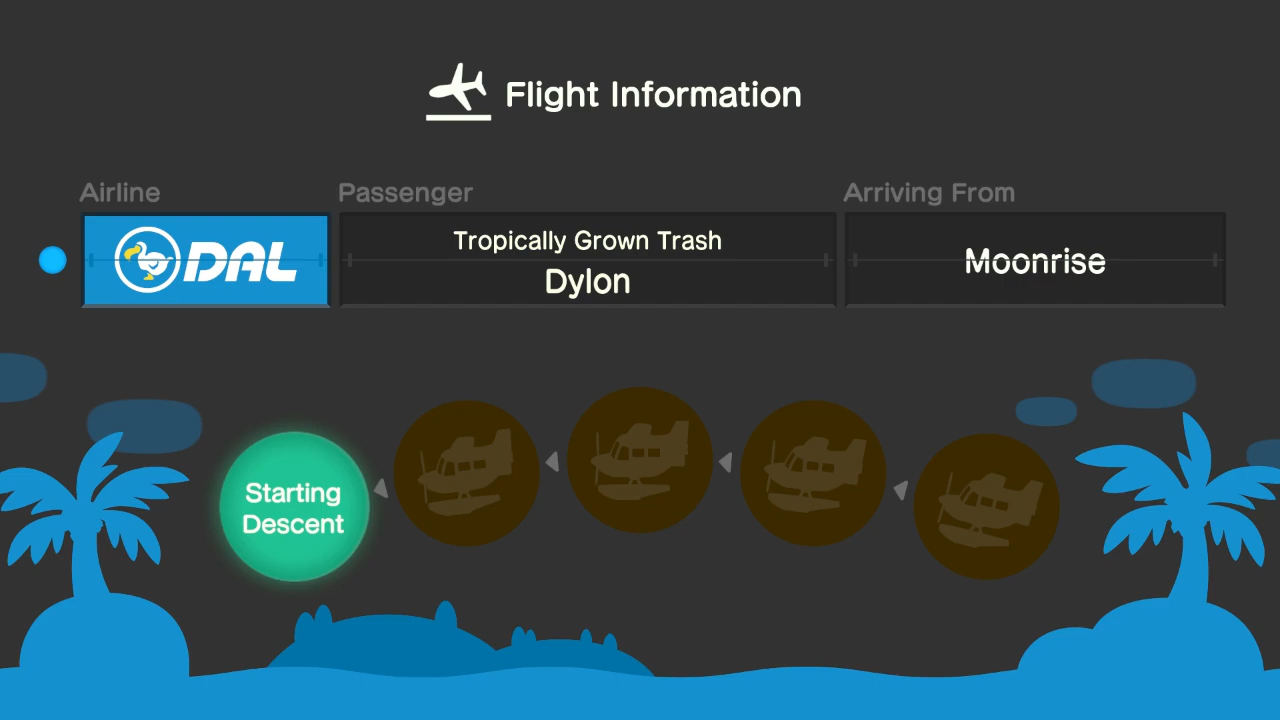 Flight Information
Airline
Passenger
Arriving From
DAL
Tropically Grown Trash
Dylon
Moonrise
Starting
Descent